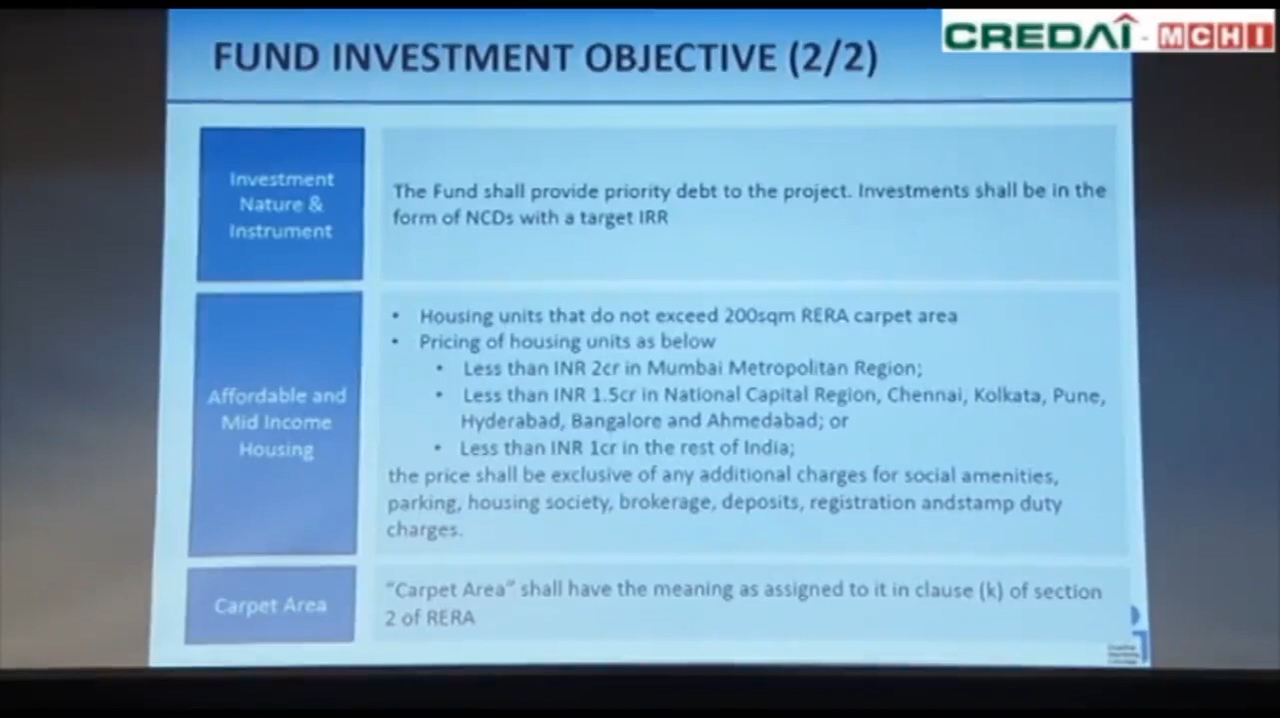 CREDAÎ - MCHI
FUND INVESTMENT OBJECTIVE (2/2)
Investment
Nature &
Instrument
The Fund shall provide priority debt to the project. Investments shall be in the
form of NCDs with a target IRR
Affordable and
Mid Income
Housing
• Housing units that do not exceed 200sqm RERA carpet area
• Pricing of housing units as below
• Less than INR 2cr in Mumbai Metropolitan Region;
• Less than INR 1.5cr in National Capital Region, Chennai, Kolkata, Pune,
Hyderabad, Bangalore and Ahmedabad; or
• Less than INR 1cr in the rest of India;
the price shall be exclusive of any additional charges for social amenities,
parking, housing society, brokerage, deposits, registration andstamp duty
charges.
Carpet Area
“Carpet Area” shall have the meaning as assigned to it in clause (k) of section
2 of RERA